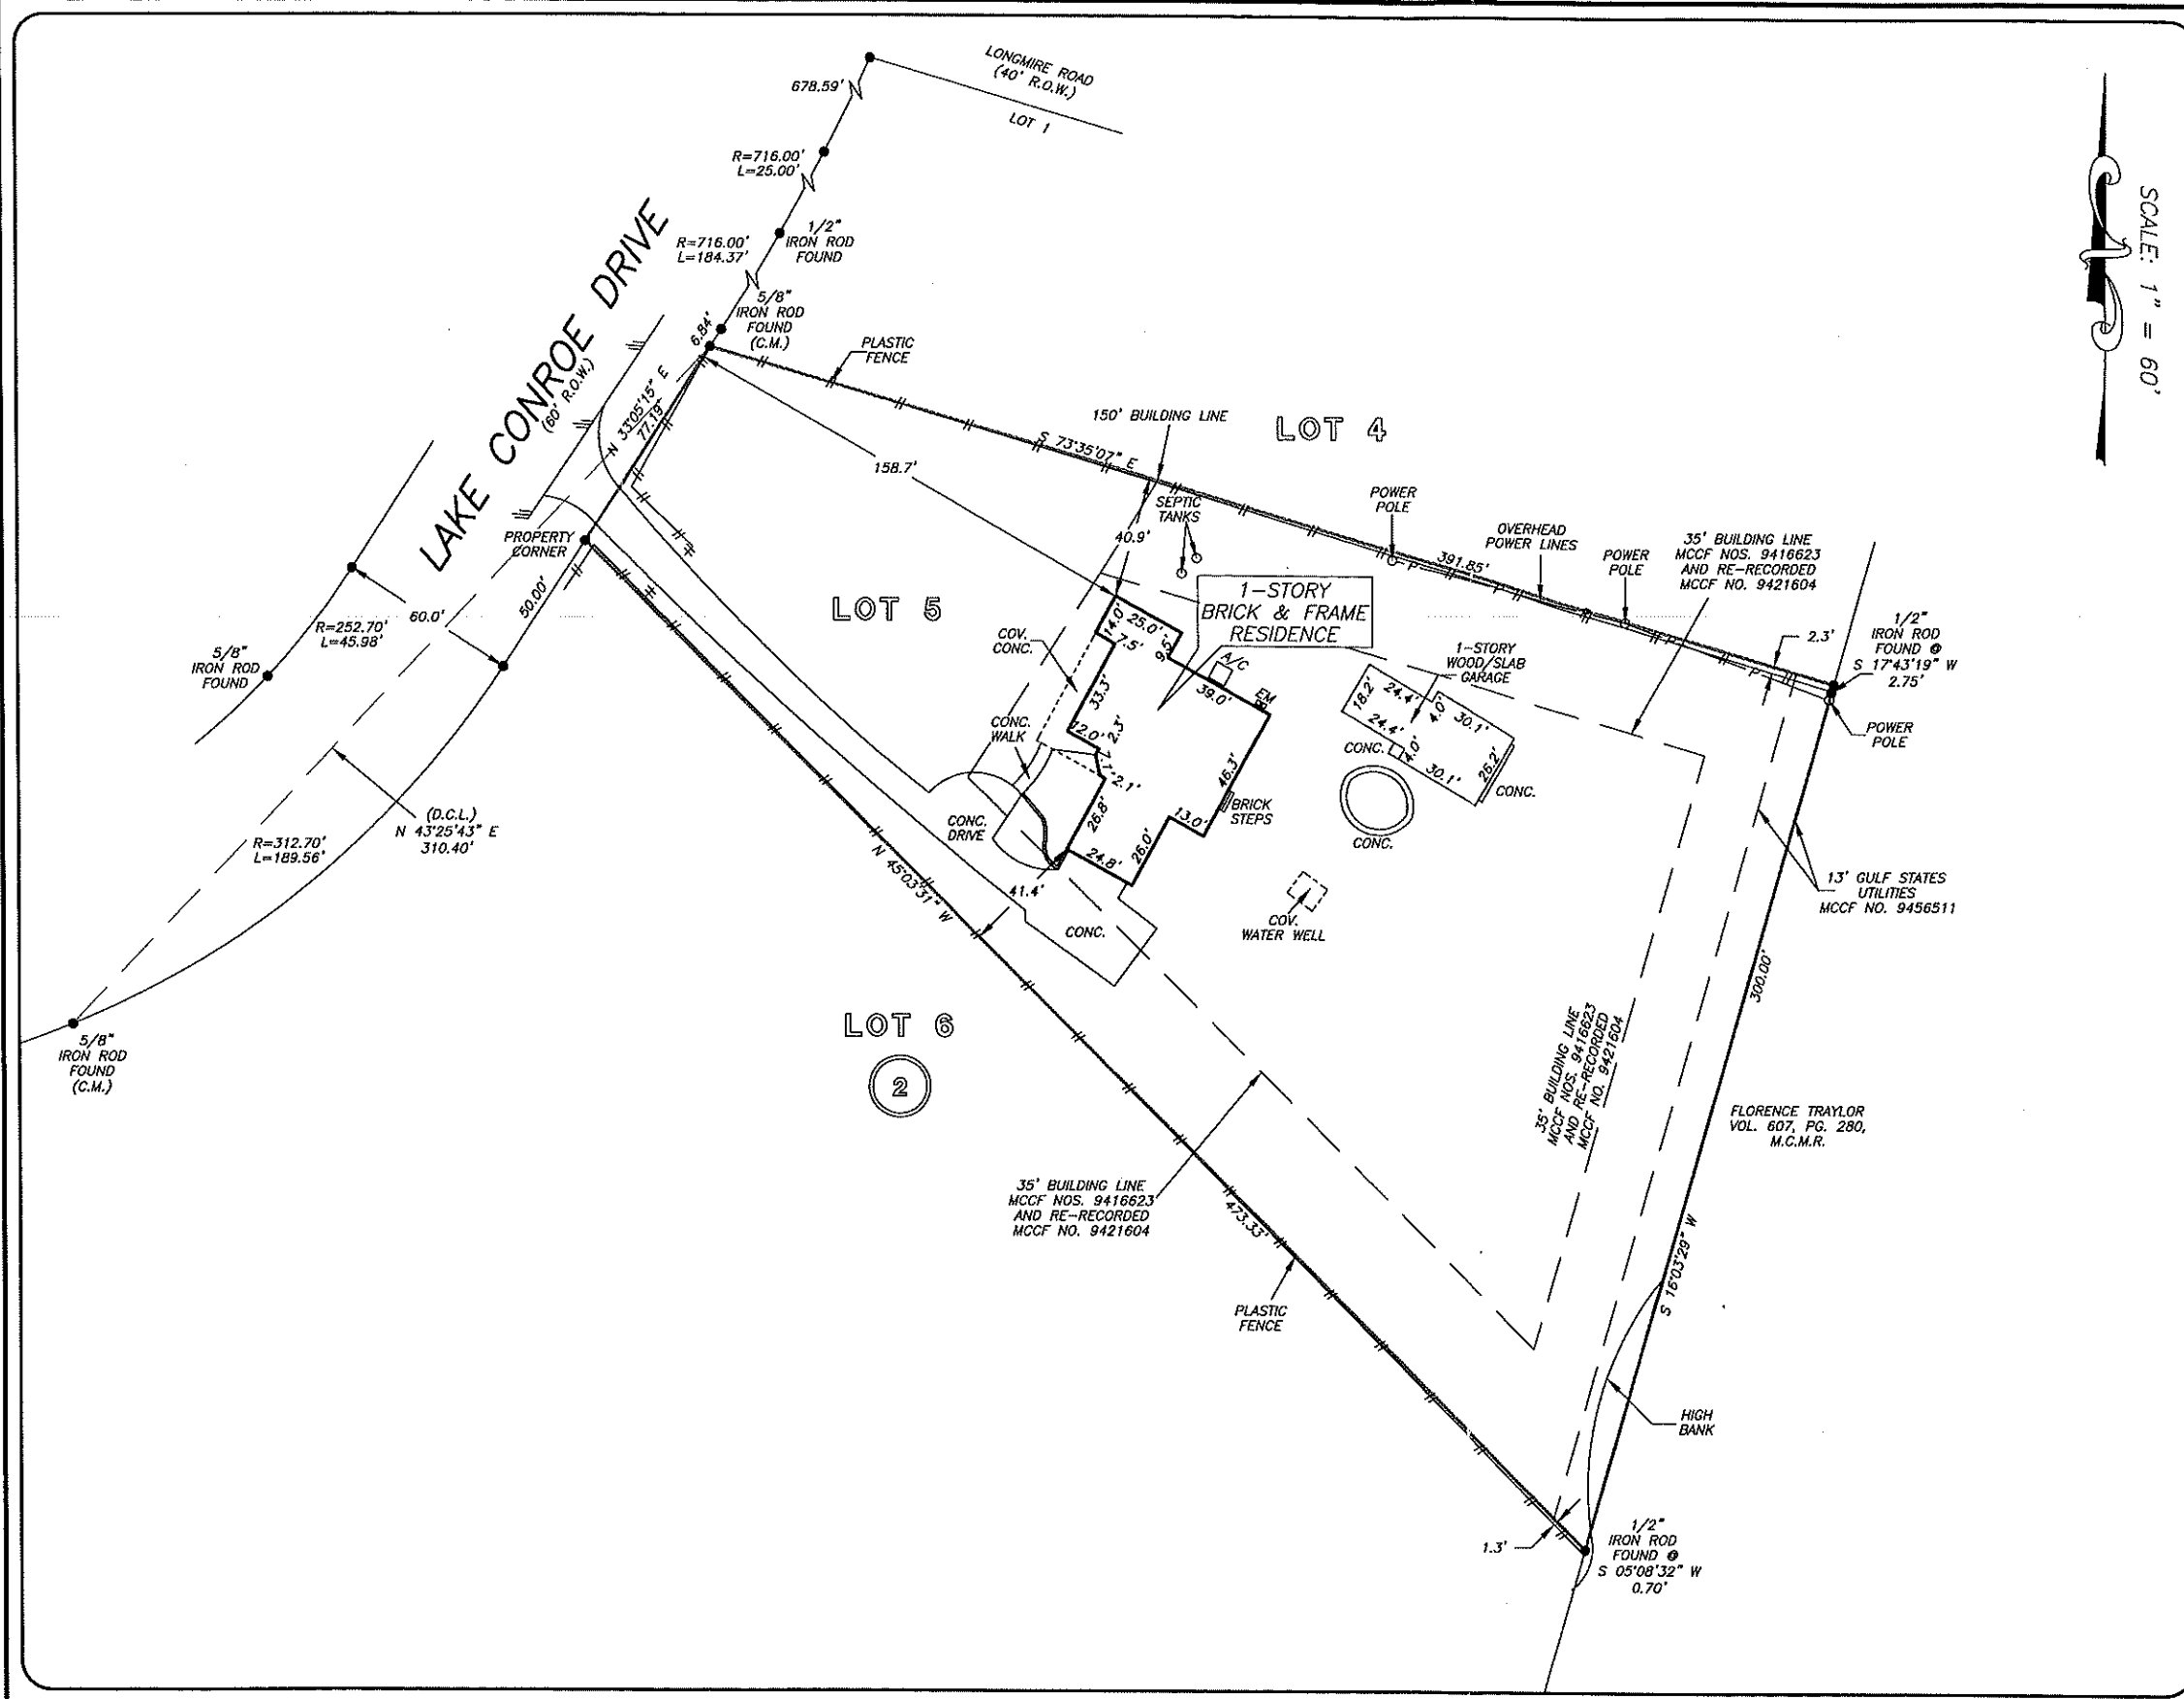 LONGMIRE ROAD
(40' R.O.W.)
LOT 1
678.59'
R=716.00'
L=25.00'
R=716.00'
L=184.37'
1/2"
IRON ROD
FOUND
5/8"
IRON ROD
FOUND
(C.M.)
6.84'
SCALE: 1" = 60'
LAKE CONROE DRIVE
(60' R.O.W.)
N 33°05'15" E
77.19'
PLASTIC
FENCE
150' BUILDING LINE
LOT 4
S 73°35'07" E
158.7'
SEPTIC
TANKS
40.9'
POWER
POLE
391.85'
OVERHEAD
POWER LINES
POWER
POLE
35' BUILDING LINE
MCCF NOS. 9416623
AND RE-RECORDED
MCCF NO. 9421604
2.3'
1/2"
IRON ROD
FOUND @
S 17°43'19" W
2.75'
POWER
POLE
PROPERTY
CORNER
50.00'
60.0'
R=252.70'
L=45.98'
5/8"
IRON ROD
FOUND
LOT 5
1-STORY
BRICK & FRAME
RESIDENCE
COV.
CONC.
14.0'
25.0'
7.5'
9.5'
A/C
39.0'
EM
33.3'
12.0'
2.3'
7.7'
2.1'
46.3'
BRICK
STEPS
13.0'
26.0'
24.8'
26.8'
CONC.
WALK
CONC.
DRIVE
41.4'
CONC.
1-STORY
WOOD/SLAB
GARAGE
18.2'
24.4'
4.0'
30.1'
24.4'
4.0'
30.1'
26.2'
CONC.
CONC.
CONC.
COV.
WATER WELL
(D.C.L.)
N 43°25'43" E
310.40'
R=312.70'
L=189.56'
N 45°03'31" W
5/8"
IRON ROD
FOUND
(C.M.)
LOT 6
2
13' GULF STATES
UTILITIES
MCCF NO. 9456511
300.00'
35' BUILDING LINE
MCCF NOS. 9416623
AND RE-RECORDED
MCCF NO. 9421604
FLORENCE TRAYLOR
VOL. 607, PG. 280,
M.C.M.R.
35' BUILDING LINE
MCCF NOS. 9416623
AND RE-RECORDED
MCCF NO. 9421604
473.33'
S 16°03'29" W
PLASTIC
FENCE
HIGH
BANK
1.3'
1/2"
IRON ROD
FOUND @
S 05°08'32" W
0.70'